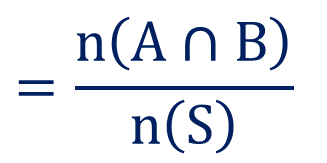 = n(A ∩ B)
n(S)